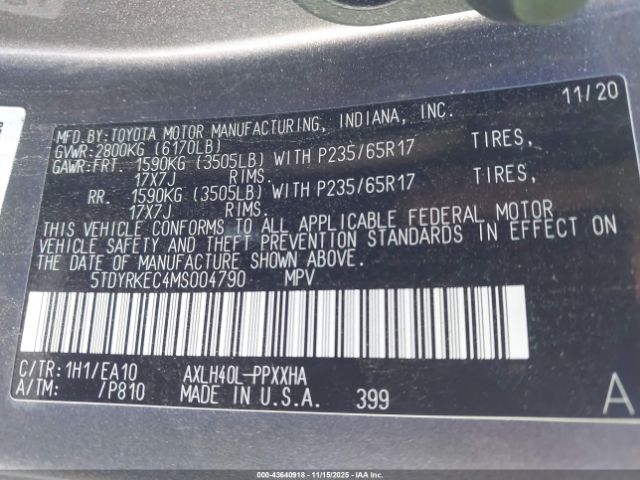 MFD.BY:TOYOTA MOTOR MANUFACTURING, INDIANA, INC. 11/20
GVWR:2800KG (6170LB)
GAWR:FRT. 1590KG (3505LB) WITH P235/65R17 TIRES,
17X7J RIMS.
RR. 1590KG (3505LB) WITH P235/65R17 TIRES,
17X7J RIMS.
THIS VEHICLE CONFORMS TO ALL APPLICABLE FEDERAL MOTOR
VEHICLE SAFETY AND THEFT PREVENTION STANDARDS IN EFFECT ON
THE DATE OF MANUFACTURE SHOWN ABOVE.
5TDYRKEC4MS004790 MPV
C/TR:1H1/EA10 AXLH40L-PPXXHA
A/TM: /P810 MADE IN U.S.A. 399 A
000-43640918 - 11/15/2025 - IAA Inc.